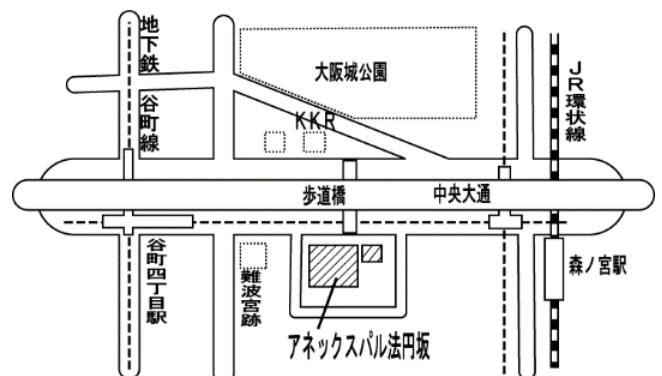 地下鉄
谷町線
大阪城公園
KKR
JR環状線
歩道橋
中央大通
谷町四丁目駅
難波宮跡
森ノ宮駅
アネックスパル法円坂